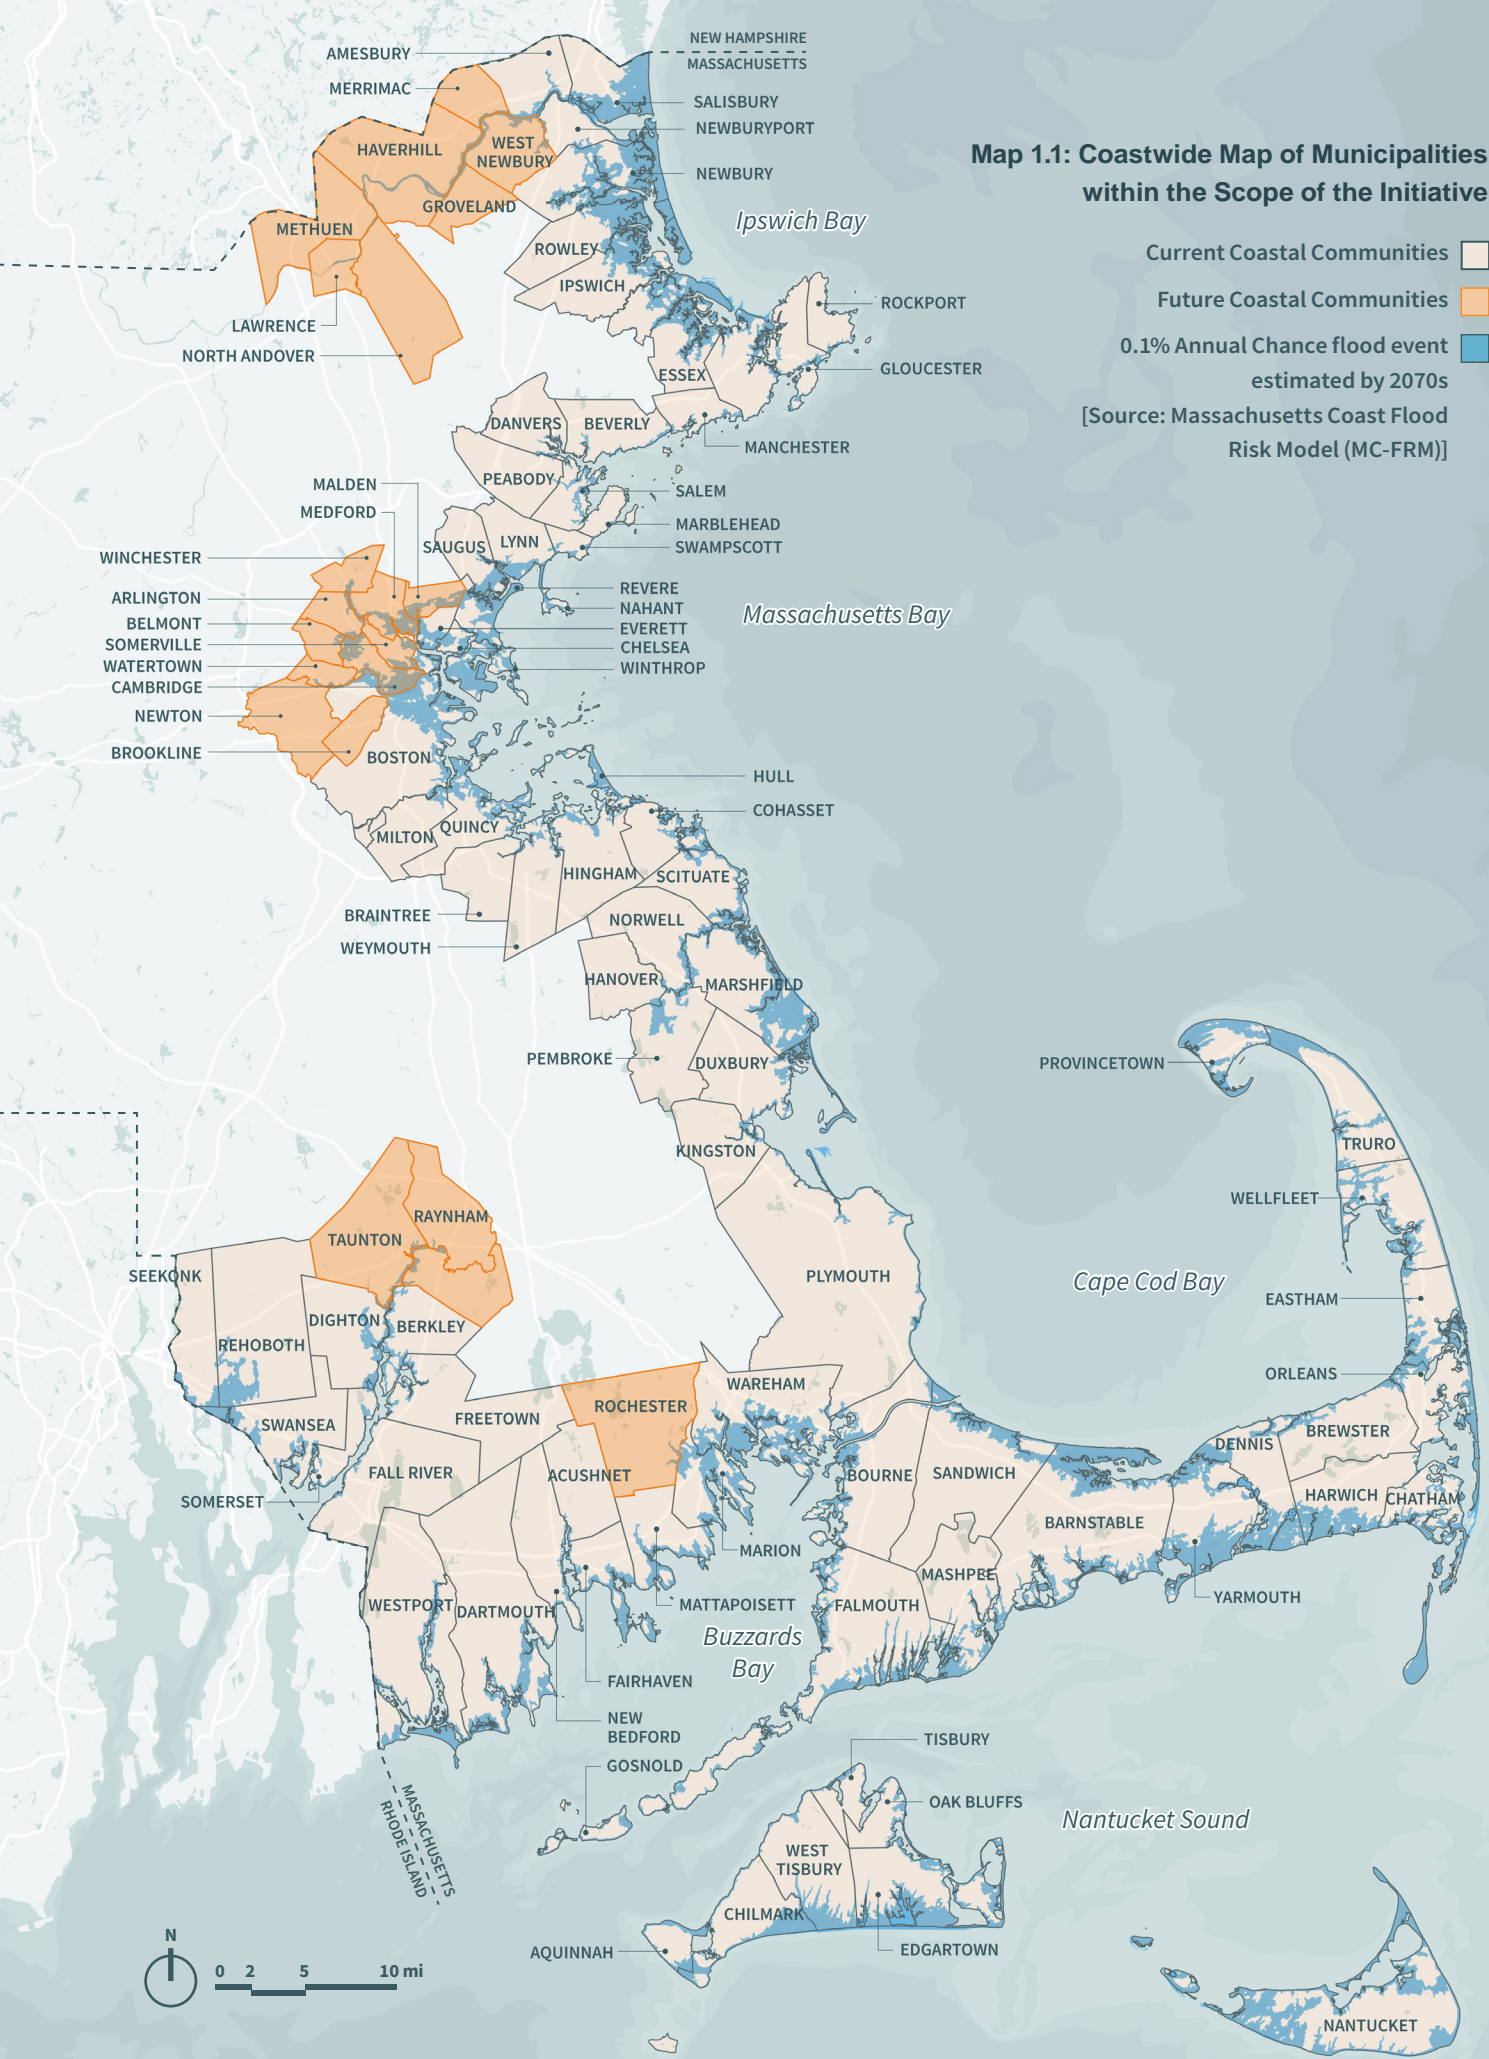 NEW HAMPSHIRE
MASSACHUSETTS
AMESBURY
MERRIMAC
SALISBURY
NEWBURYPORT
HAVERHILL
WEST
NEWBURY
NEWBURY
GROVELAND
METHUEN
Map 1.1: Coastwide Map of Municipalities
within the Scope of the Initiative
Ipswich Bay
Current Coastal Communities
Future Coastal Communities
0.1% Annual Chance flood event
estimated by 2070s
[Source: Massachusetts Coast Flood
Risk Model (MC-FRM)]
ROWLEY
IPSWICH
ROCKPORT
LAWRENCE
NORTH ANDOVER
ESSEX
GLOUCESTER
DANVERS
BEVERLY
MANCHESTER
PEABODY
MALDEN
SALEM
MEDFORD
MARBLEHEAD
SAUGUS
LYNN
SWAMPSCOTT
WINCHESTER
ARLINGTON
BELMONT
SOMERVILLE
WATERTOWN
CAMBRIDGE
NEWTON
BROOKLINE
REVERE
NAHANT
EVERETT
CHELSEA
WINTHROP
Massachusetts Bay
BOSTON
HULL
COHASSET
MILTON
QUINCY
HINGHAM
SCITUATE
BRAINTREE
NORWELL
WEYMOUTH
HANOVER
MARSHFIELD
PEMBROKE
DUXBURY
PROVINCETOWN
KINGSTON
TRURO
WELLFLEET
RAYNHAM
TAUNTON
SEEKONK
PLYMOUTH
Cape Cod Bay
EASTHAM
DIGHTON
BERKLEY
REHOBOTH
ORLEANS
WAREHAM
ROCHESTER
FREETOWN
SWANSEA
BREWSTER
DENNIS
FALL RIVER
ACUSHNET
BOURNE
SANDWICH
HARWICH
CHATHAM
SOMERSET
BARNSTABLE
MARION
MASHPEE
YARMOUTH
WESTPORT
DARTMOUTH
MATTAPOISETT
FALMOUTH
Buzzards
Bay
FAIRHAVEN
NEW
BEDFORD
TISBURY
GOSNOLD
OAK BLUFFS
Nantucket Sound
MASSACHUSETTS
RHODE ISLAND
WEST
TISBURY
CHILMARK
AQUINNAH
EDGARTOWN
NANTUCKET
N
0 2 5 10 mi